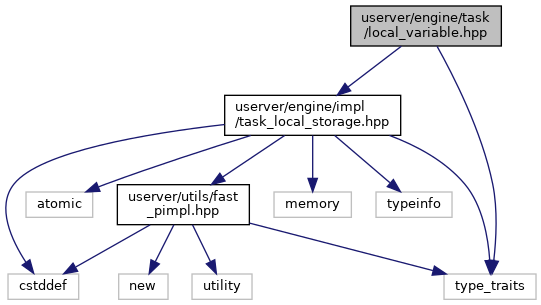 userver/engine/task
/local_variable.hpp
userver/engine/impl
/task_local_storage.hpp
atomic
userver/utils/fast
_pimpl.hpp
memory
typeinfo
cstddef
new
utility
type_traits